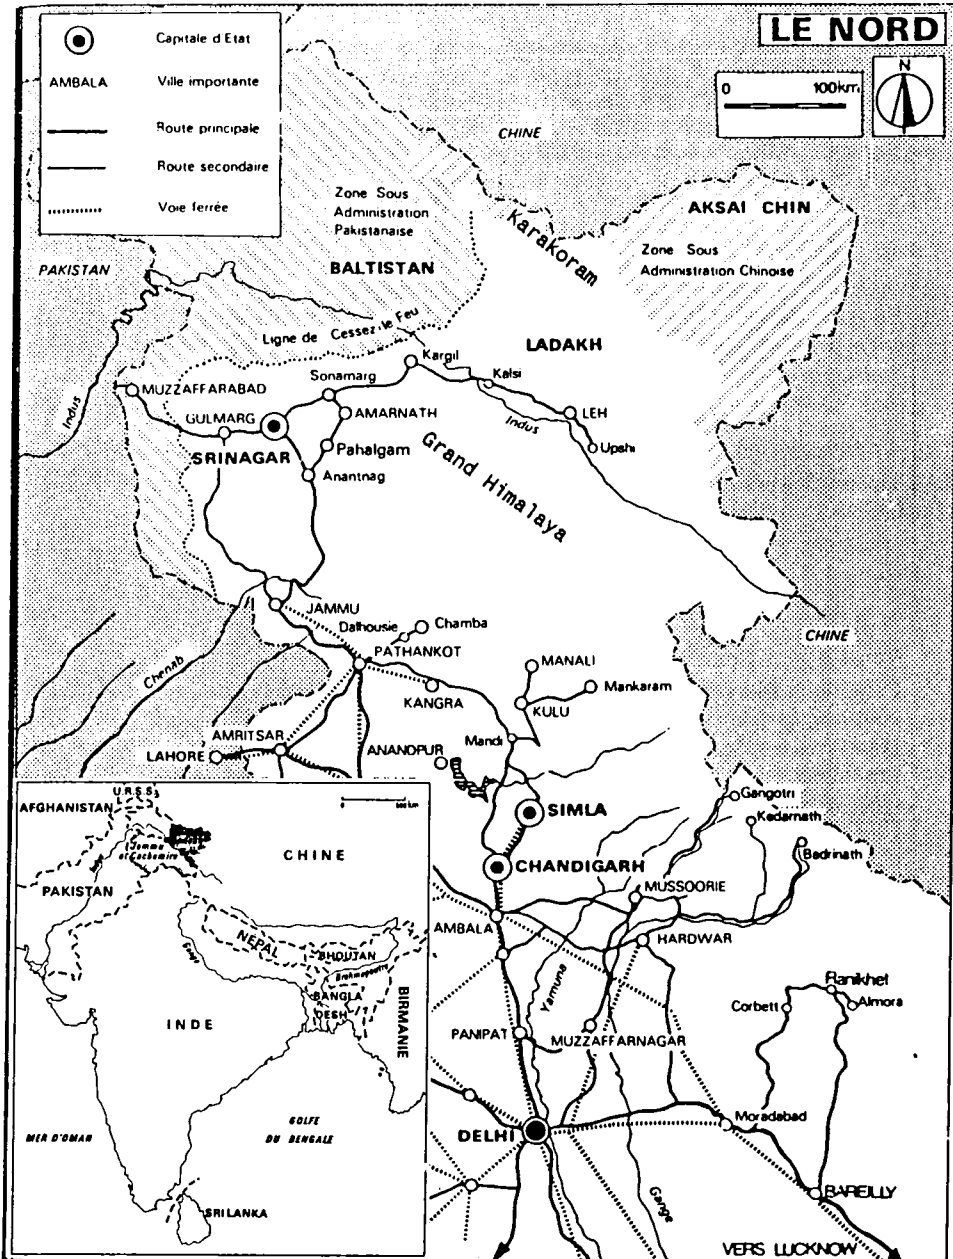 LE NORD
Capitale d'Etat
AMBALA
Ville importante
Route principale
Route secondaire
Voie ferrée
0 100km
N
CHINE
Zone Sous
Administration
Pakistanaise
BALTISTAN
Karakoram
AKSAI CHIN
Zone Sous
Administration Chinoise
PAKISTAN
Ligne de Cessez-le Feu
LADAKH
Kargil
Sonamarg
Kalsi
MUZZAFFARABAD
GULMARG
AMARNATH
LEH
Indus
Indus
SRINAGAR
Pahalgam
Upshi
Anantnag
Grand Himalaya
JAMMU
Dalhousie
Chamba
CHINE
PATHANKOT
Chenab
MANALI
Mankaram
KANGRA
KULU
AMRITSAR
Mandi
LAHORE
ANANDPUR
SIMLA
Gangotri
Kedarnath
Badrinath
CHANDIGARH
MUSSOORIE
AMBALA
HARDWAR
Yamuna
Ranikhet
Corbett
Almora
PANIPAT
MUZZAFFARNAGAR
Moradabad
DELHI
Gange
BAREILLY
VERS LUCKNOW
U.R.S.S.
AFGHANISTAN
Jammu
et Cachemire
CHINE
PAKISTAN
NEPAL
Gange
BHOUTAN
Brahmapoutre
BANGLA
DESH
BIRMANIE
INDE
GOLFE
DU BENGALE
MER D'OMAN
SRI LANKA